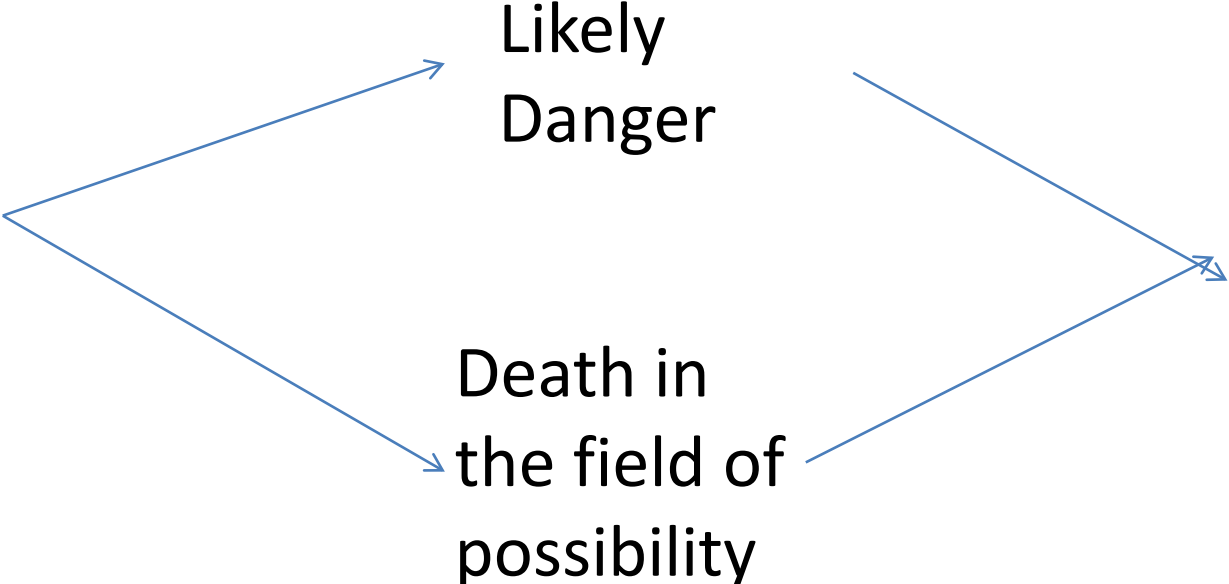 Likely
Danger
Death in
the field of
possibility